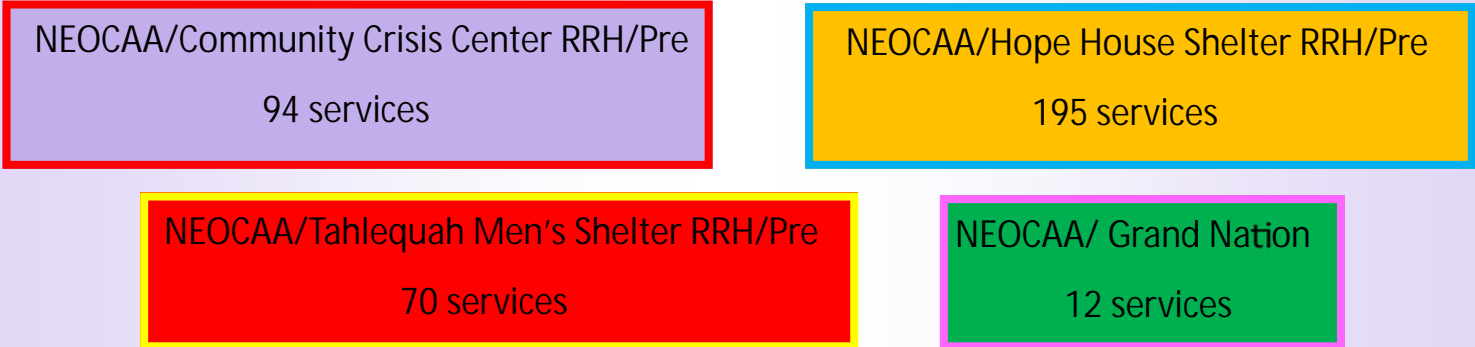 NEOCAA/Community Crisis Center RRH/Pre
94 services
NEOCAA/Hope House Shelter RRH/Pre
195 services
NEOCAA/Tahlequah Men’s Shelter RRH/Pre
70 services
NEOCAA/ Grand Nation
12 services